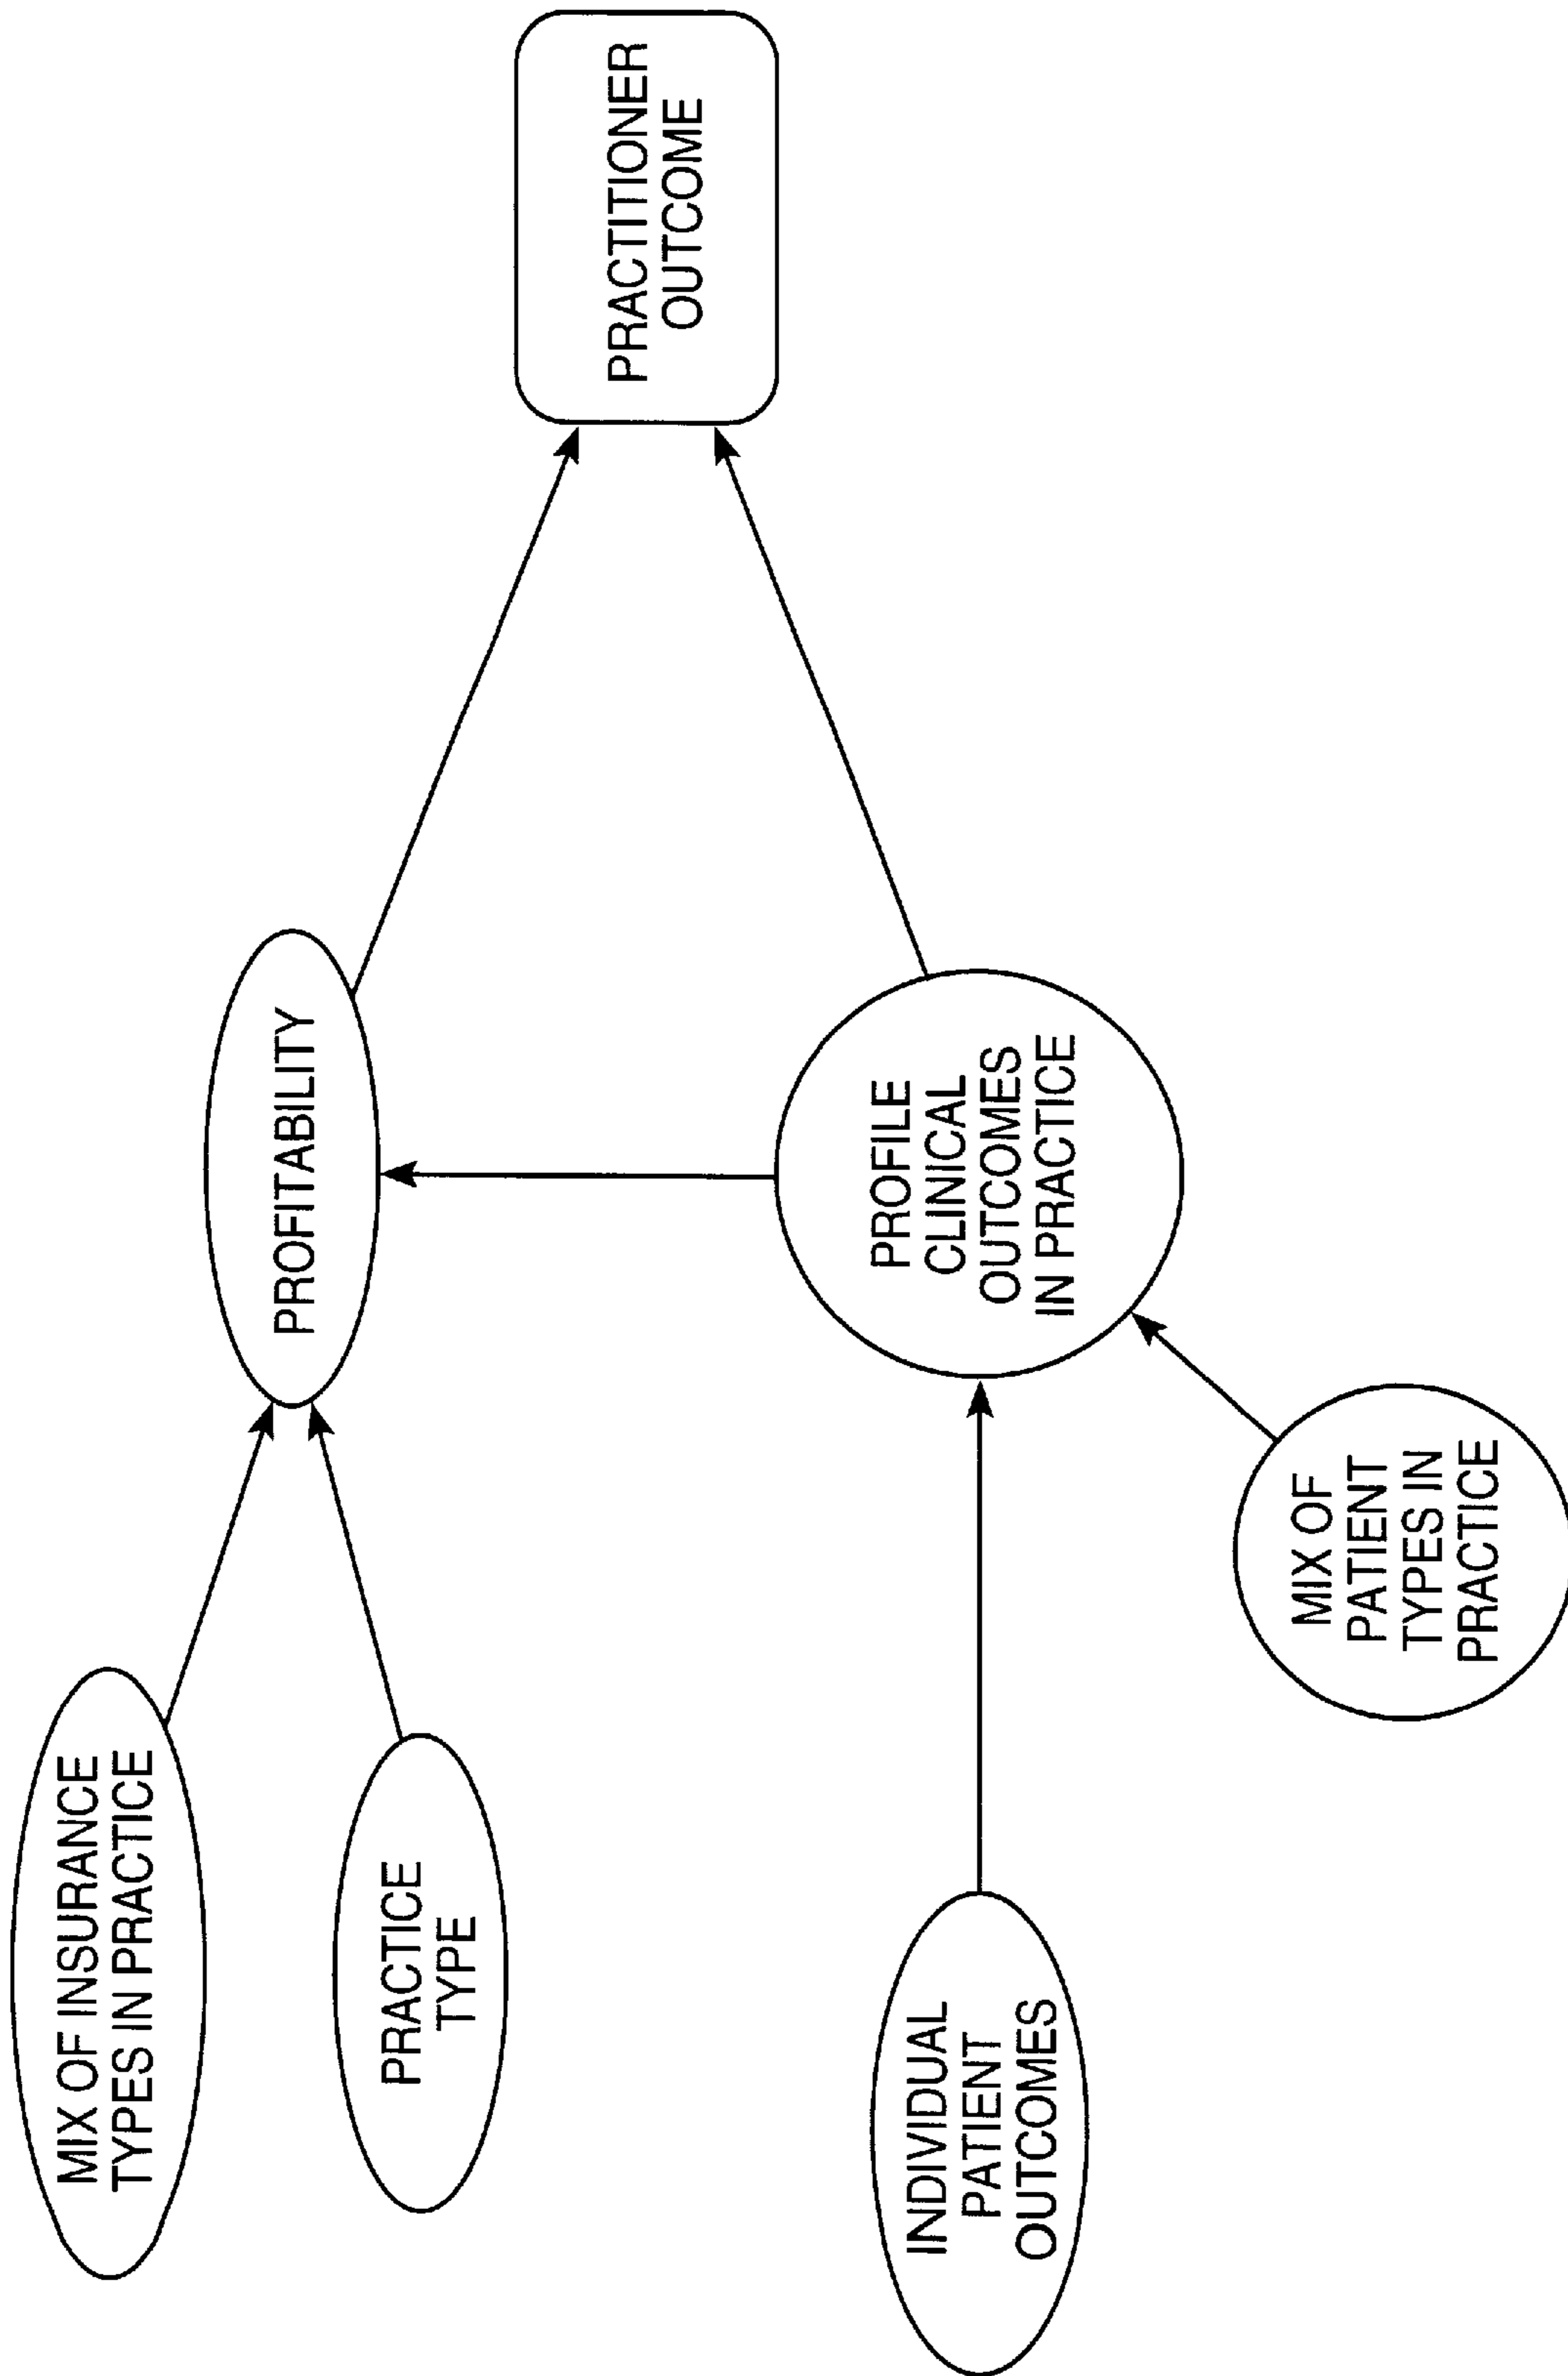 MIX OF INSURANCE
TYPES IN PRACTICE
PRACTICE
TYPE
PROFITABILITY
PRACTITIONER
OUTCOME
INDIVIDUAL
PATIENT
OUTCOMES
PROFILE
CLINICAL
OUTCOMES
IN PRACTICE
MIX OF
PATIENT
TYPES IN
PRACTICE